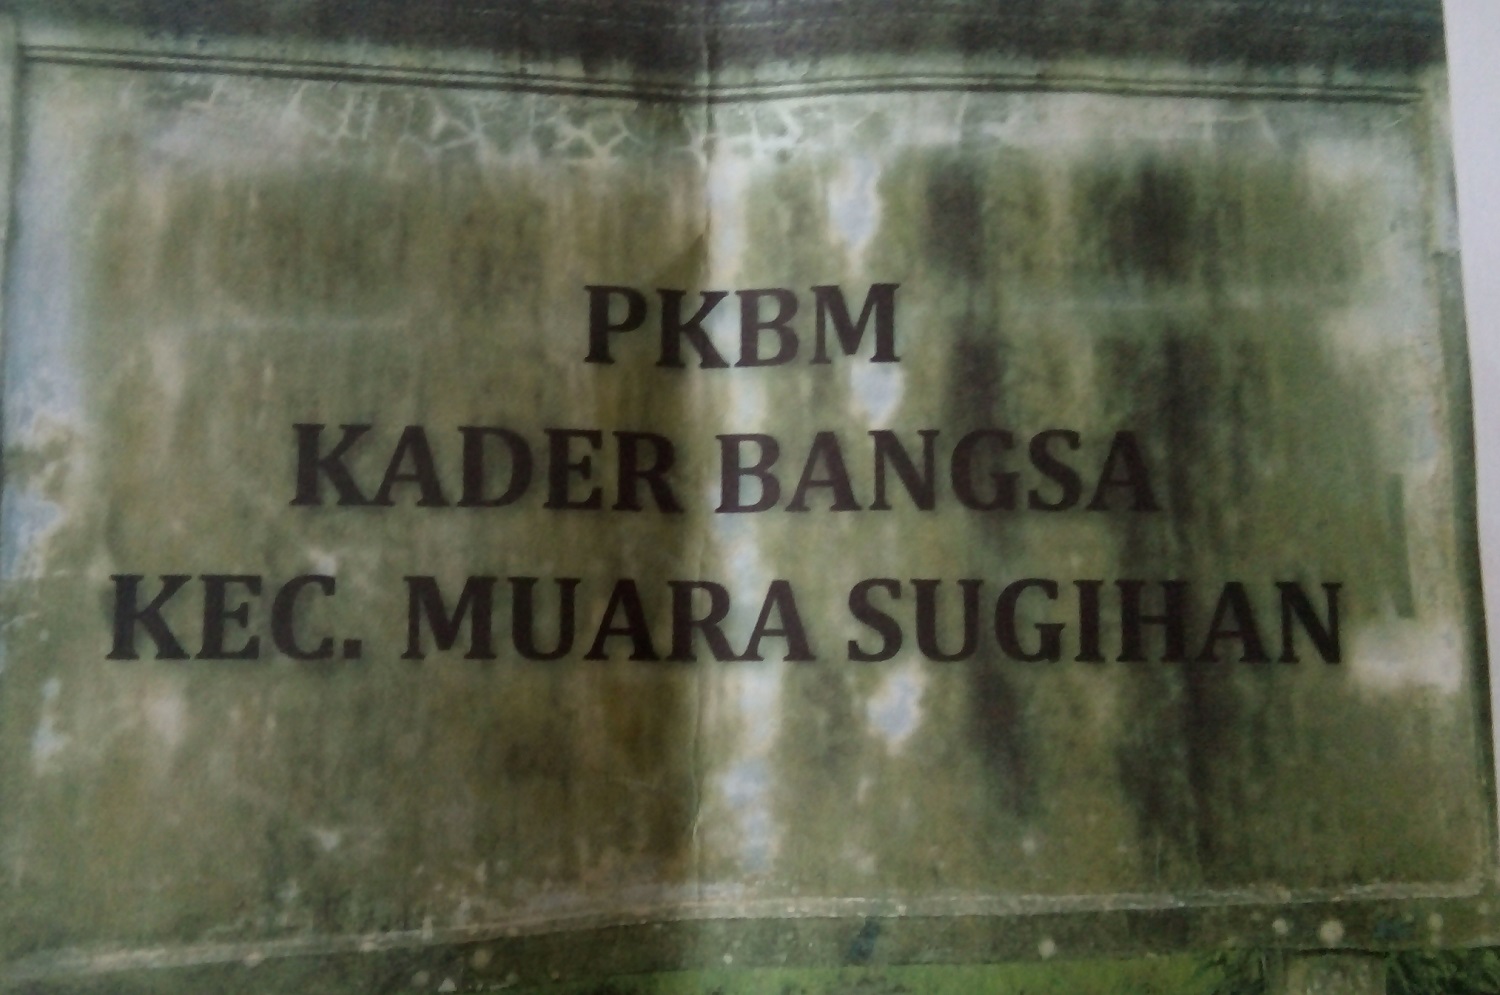 PKBM
KADER BANGSA
KEC. MUARA SUGIHAN